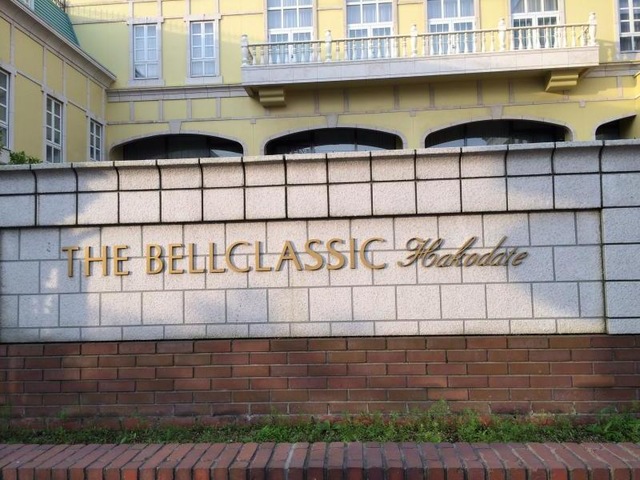 THE BELLCLASSIC Hakodate